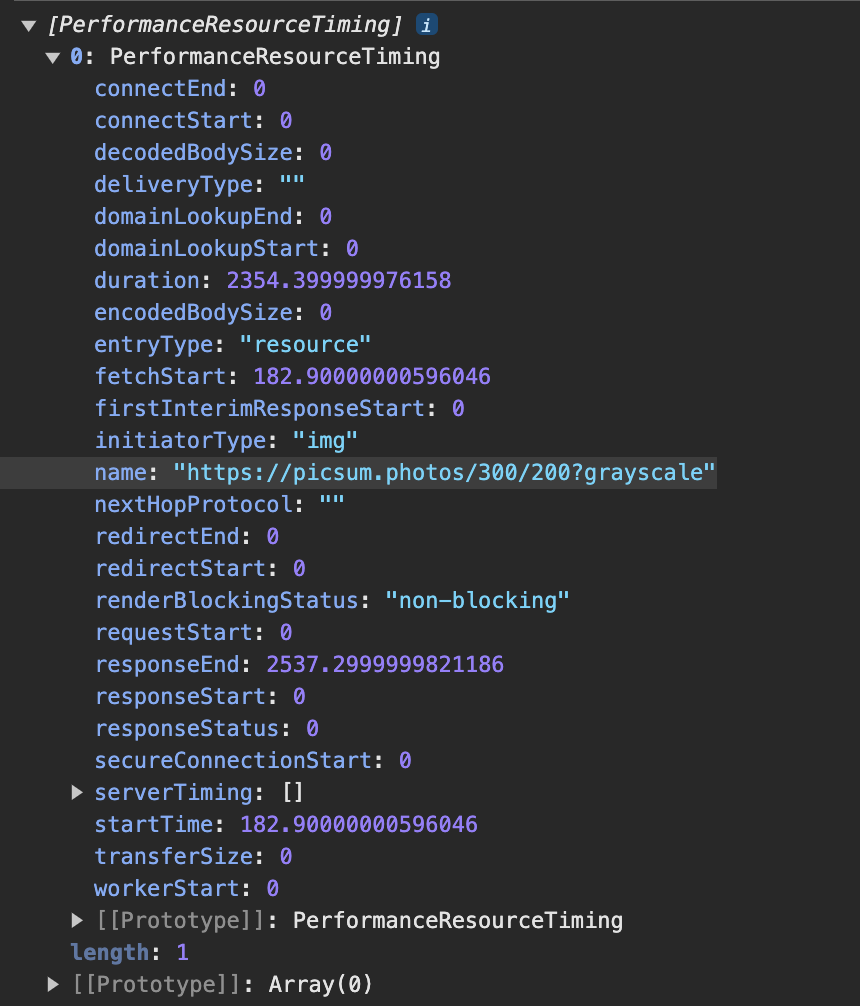 [PerformanceResourceTiming] i
0: PerformanceResourceTiming
connectEnd: 0
connectStart: 0
decodedBodySize: 0
deliveryType: ""
domainLookupEnd: 0
domainLookupStart: 0
duration: 2354.399999976158
encodedBodySize: 0
entryType: "resource"
fetchStart: 182.90000000596046
firstInterimResponseStart: 0
initiatorType: "img"
name: "https://picsum.photos/300/200?grayscale"
nextHopProtocol: ""
redirectEnd: 0
redirectStart: 0
renderBlockingStatus: "non-blocking"
requestStart: 0
responseEnd: 2537.2999999821186
responseStart: 0
responseStatus: 0
secureConnectionStart: 0
serverTiming: []
startTime: 182.90000000596046
transferSize: 0
workerStart: 0
[[Prototype]]: PerformanceResourceTiming
length: 1
[[Prototype]]: Array(0)